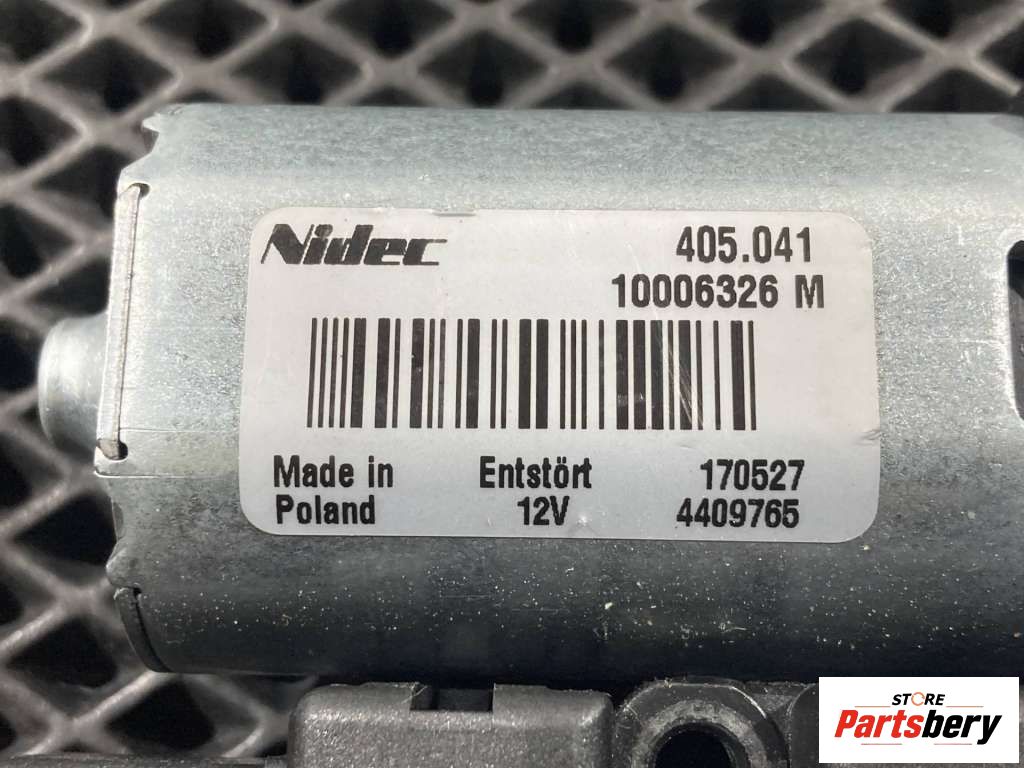 Nidec 405.041
10006326 M
Made in Entstört 170527
Poland 12V 4409765
STORE
Partsbery